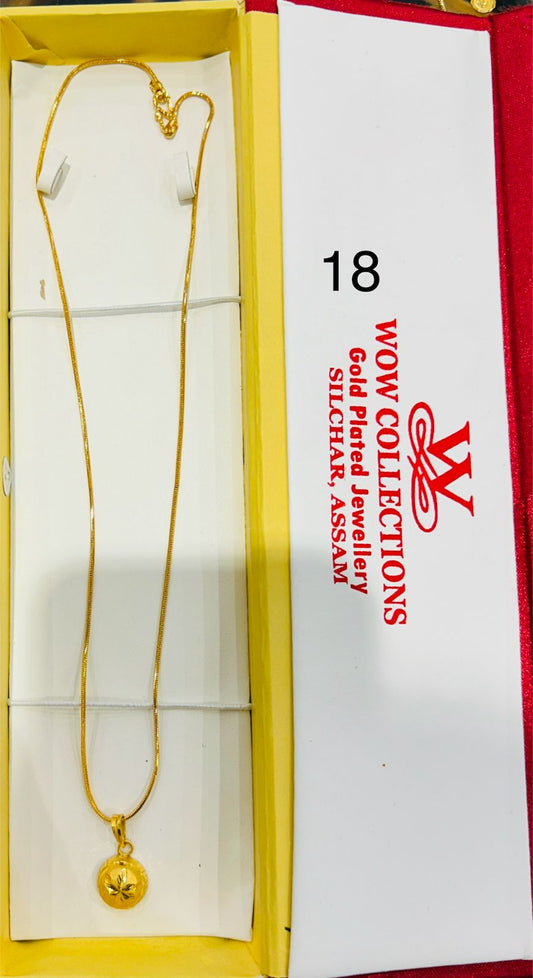 18
W
WOW COLLECTIONS
Gold Plated Jewellery
SILCHAR, ASSAM